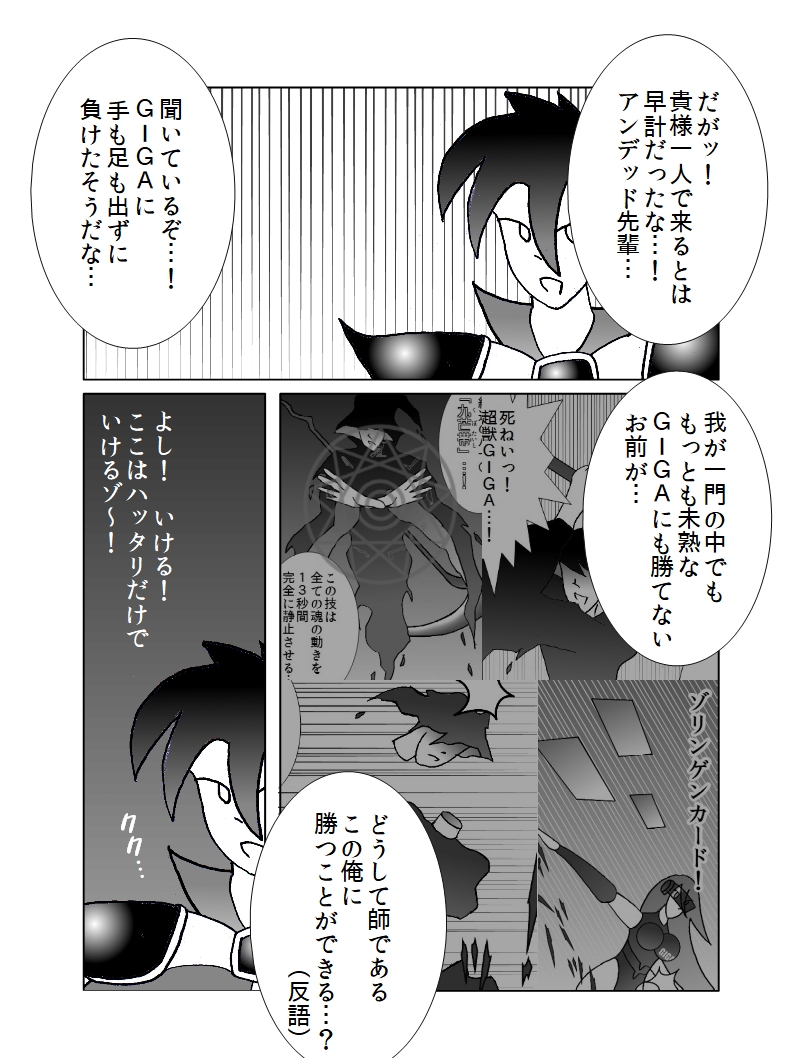 だがッ！
貴様一人で来るとは
早計だったな…！
アンデッド先輩…
聞いているぞ…！
ＧＩＧＡに
手も足も出ずに
負けたそうだな…
我が一門の中でも
もっとも未熟な
ＧＩＧＡにも勝てない
お前が…
死ねいっ！
超獣ＧＩＧＡ…！
『九芒帯』…！
この技は
全ての魂の動きを
１３秒間
完全に静止させる…
ゾリンゲンカード！
どうして師である
この俺に
勝つことができる…？
（反語）
よし！　いける！
ここはハッタリだけで
いけるゾ～！
クク…